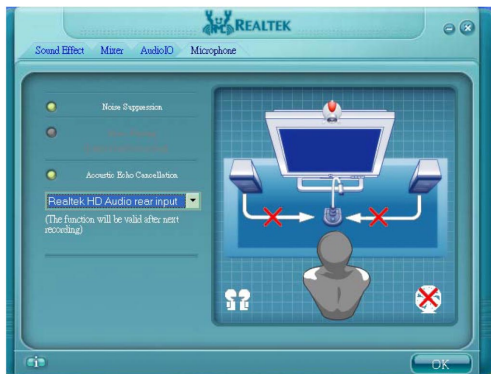 REALTEK
Sound Effect Mixer AudioIO Microphone
Noise Suppression
Acoustic Echo Cancellation
Realtek HD Audio rear input
(The function will be valid after next
recording)
i
OK